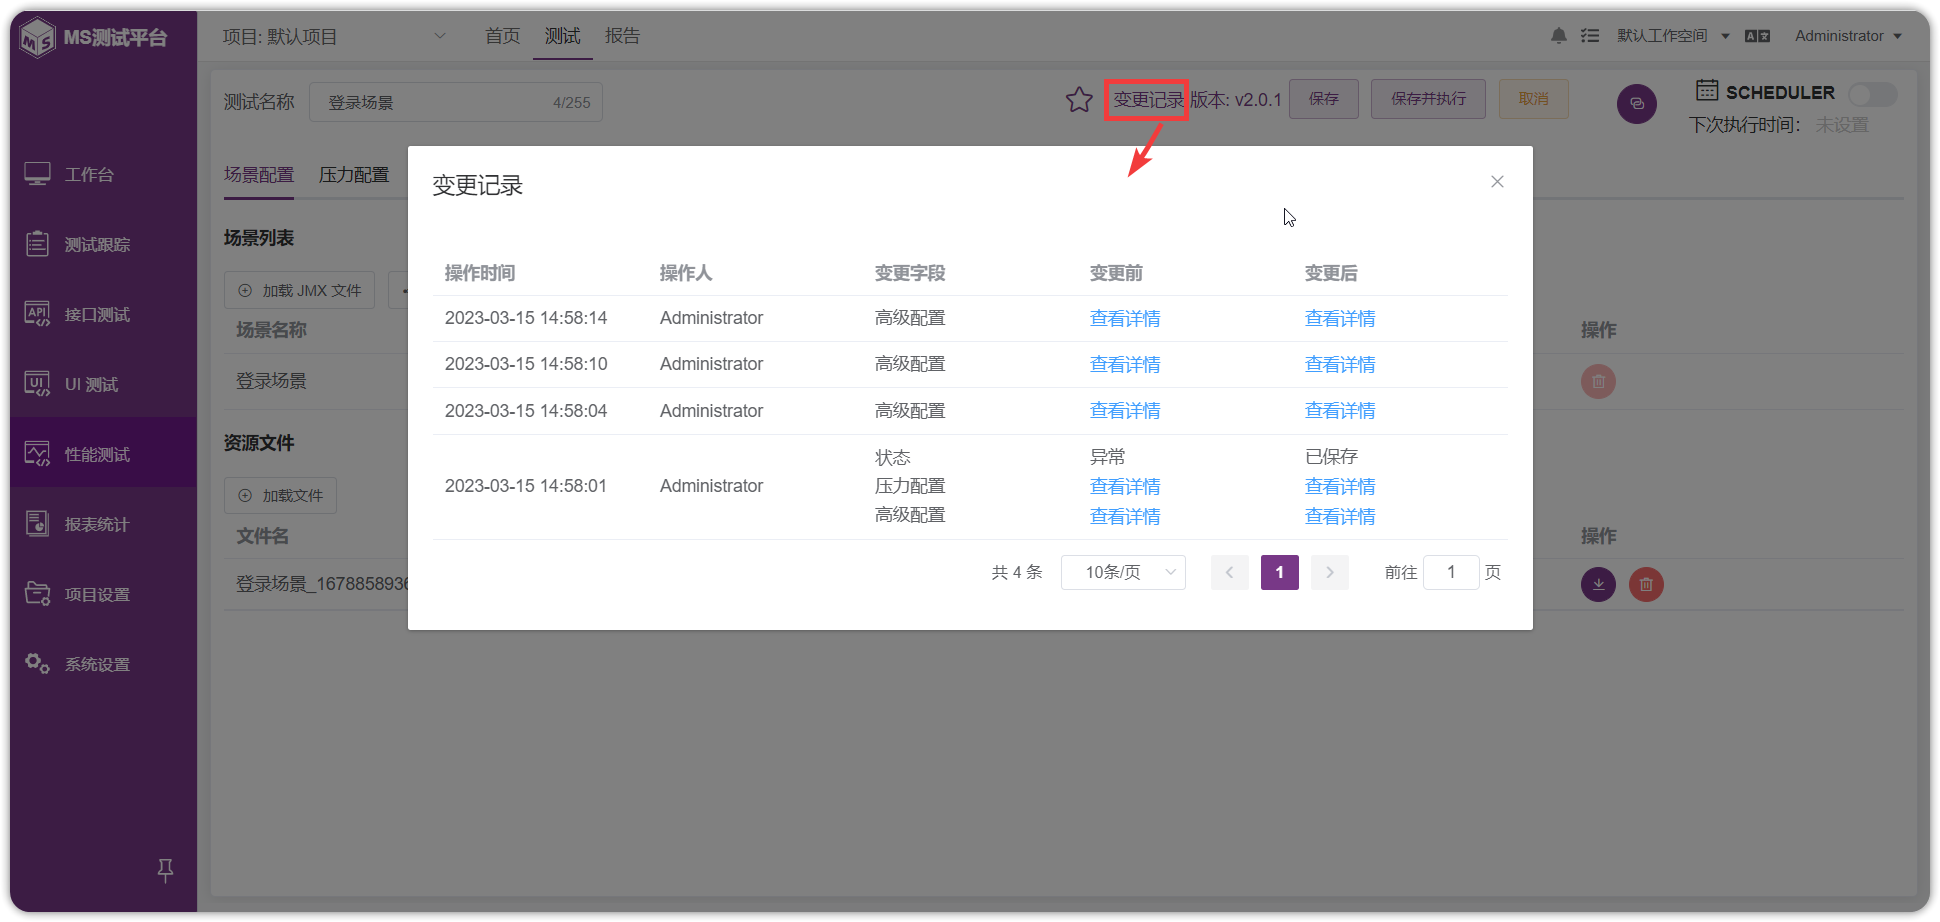 MS测试平台
项目: 默认项目
首页
测试
报告
默认工作空间
Administrator
测试名称
登录场景
4/255
变更记录
版本: v2.0.1
保存
保存并执行
取消
SCHEDULER
下次执行时间:
未设置
工作台
测试跟踪
API
接口测试
UI
UI 测试
性能测试
报表统计
项目设置
系统设置
场景配置
压力配置
场景列表
加载 JMX 文件
场景名称
操作
登录场景
资源文件
加载文件
文件名
操作
登录场景_1678858936
变更记录
操作时间 操作人 变更字段 变更前 变更后
2023-03-15 14:58:14 Administrator 高级配置 查看详情 查看详情
2023-03-15 14:58:10 Administrator 高级配置 查看详情 查看详情
2023-03-15 14:58:04 Administrator 高级配置 查看详情 查看详情
状态 异常 已保存
2023-03-15 14:58:01 Administrator 压力配置 查看详情 查看详情
高级配置 查看详情 查看详情
共 4 条 10条/页 1 前往 1 页